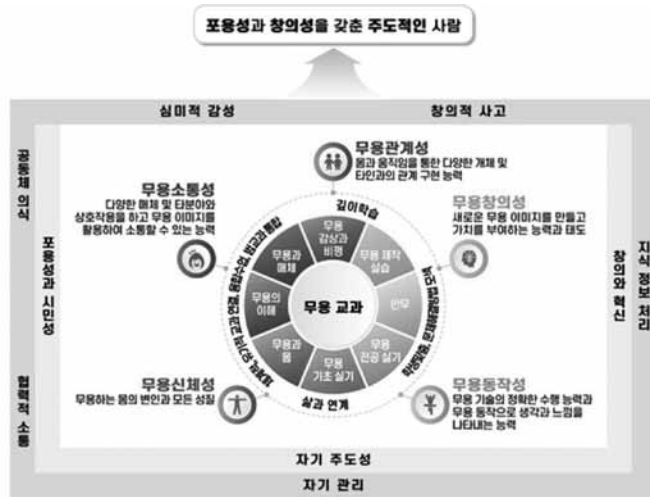 포용성과 창의성을 갖춘 주도적인 사람
심미적 감성
창의적 사고
공동체 의식
협력적 소통
포용성과 시민성
무용관계성
몸과 움직임을 통한 다양한 개체 및
타인과의 관계 구현 능력
무용소통성
다양한 매체 및 타분야와
상호작용을 하고 무용 이미지를
활용하여 소통할 수 있는 능력
무용창의성
새로운 무용 이미지를 만들고
가치를 부여하는 능력과 태도
깊이학습
무용
감상과
비평
무용과
매체
무용 제작
실습
무용의
이해
무용 교과
안무
무용과
몸
무용
기초 실기
무용
전공 실기
삶과 연계
무용신체성
무용하는 몸의 변인과 모든 성질
무용동작성
무용 기술의 정확한 수행 능력과
무용 동작으로 생각과 느낌을
나타내는 능력
창의와 혁신
지식 정보 처리
자기 주도성
자기 관리